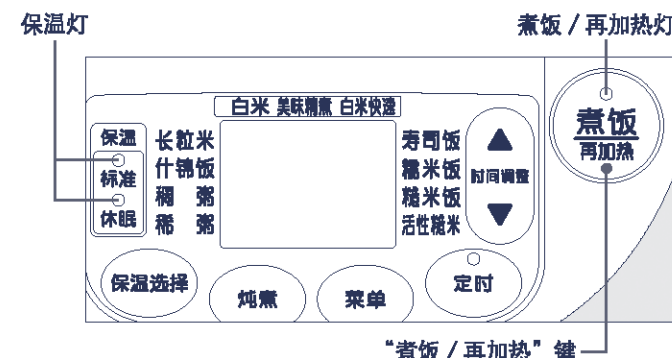 保温灯
煮饭 / 再加热灯
白米 美味精煮 白米快速
保温
标准
休眠
长粒米
什锦饭
稠 粥
稀 粥
寿司饭
糯米饭
糙米饭
活性糙米
时间调整
煮饭
再加热
保温选择
炖煮
菜单
定时
“煮饭 / 再加热”键